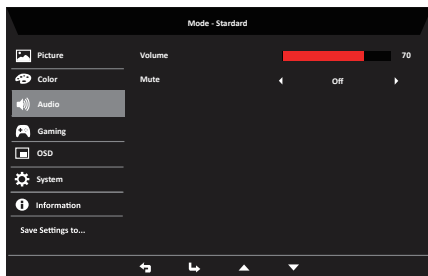 Mode - Stardard
Picture
Volume 70
Color
Mute Off
Audio
Gaming
OSD
System
Information
Save Settings to...